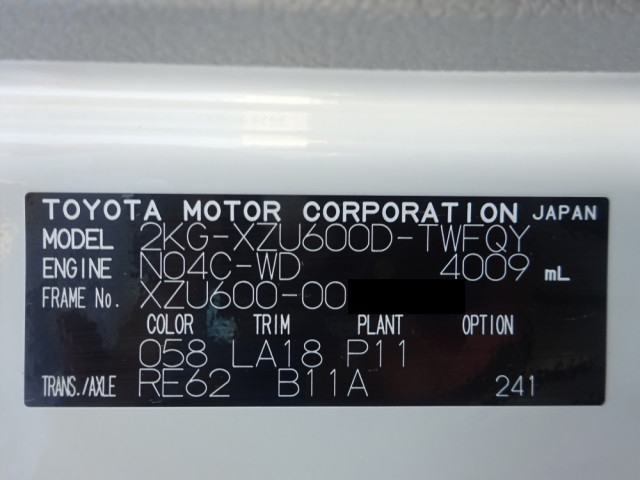 TOYOTA MOTOR CORPORATION JAPAN
MODEL 2KG-XZU600D-TWFQY
ENGINE N04C-WD 4009 mL
FRAME No. XZU600-00
COLOR TRIM PLANT OPTION
058 LA18 P11
TRANS./AXLE RE62 B11A 241